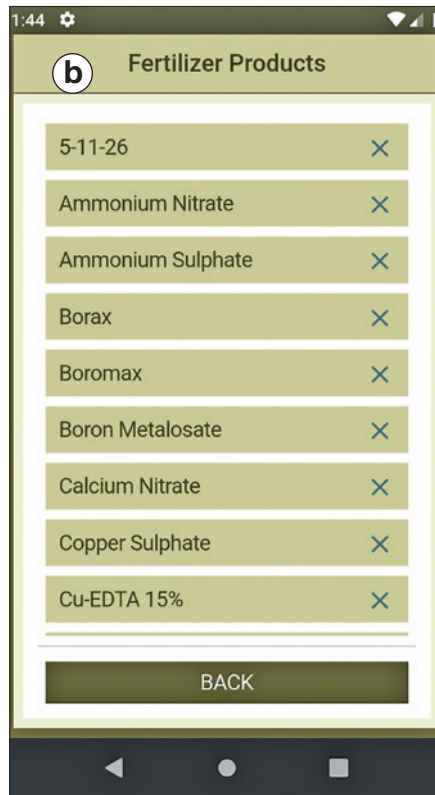 1:44
b
Fertilizer Products
5-11-26
Ammonium Nitrate
Ammonium Sulphate
Borax
Boromax
Boron Metalosate
Calcium Nitrate
Copper Sulphate
Cu-EDTA 15%
BACK